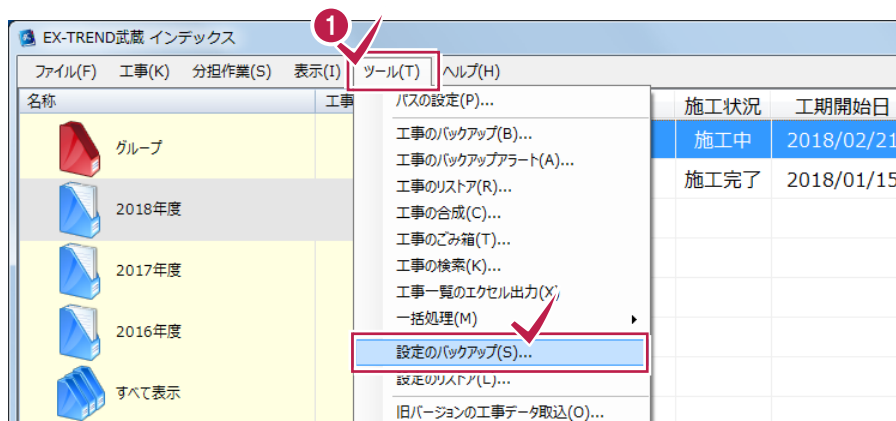 EX-TREND武蔵 インデックス
1
ファイル(F) 工事(K) 分担作業(S) 表示(I) ツール(T) ヘルプ(H)
名称 工事 施工状況 工期開始日
グループ
2018年度
2017年度
2016年度
すべて表示
パスの設定(P)...
工事のバックアップ(B)...
工事のバックアップアラート(A)...
工事のリストア(R)...
工事の合成(C)...
工事のごみ箱(T)...
工事の検索(K)...
工事一覧のエクセル出力(X)
一括処理(M)
設定のバックアップ(S)...
設定のリストア(L)...
旧バージョンの工事データ取込(O)...
施工中 2018/02/21
施工完了 2018/01/15